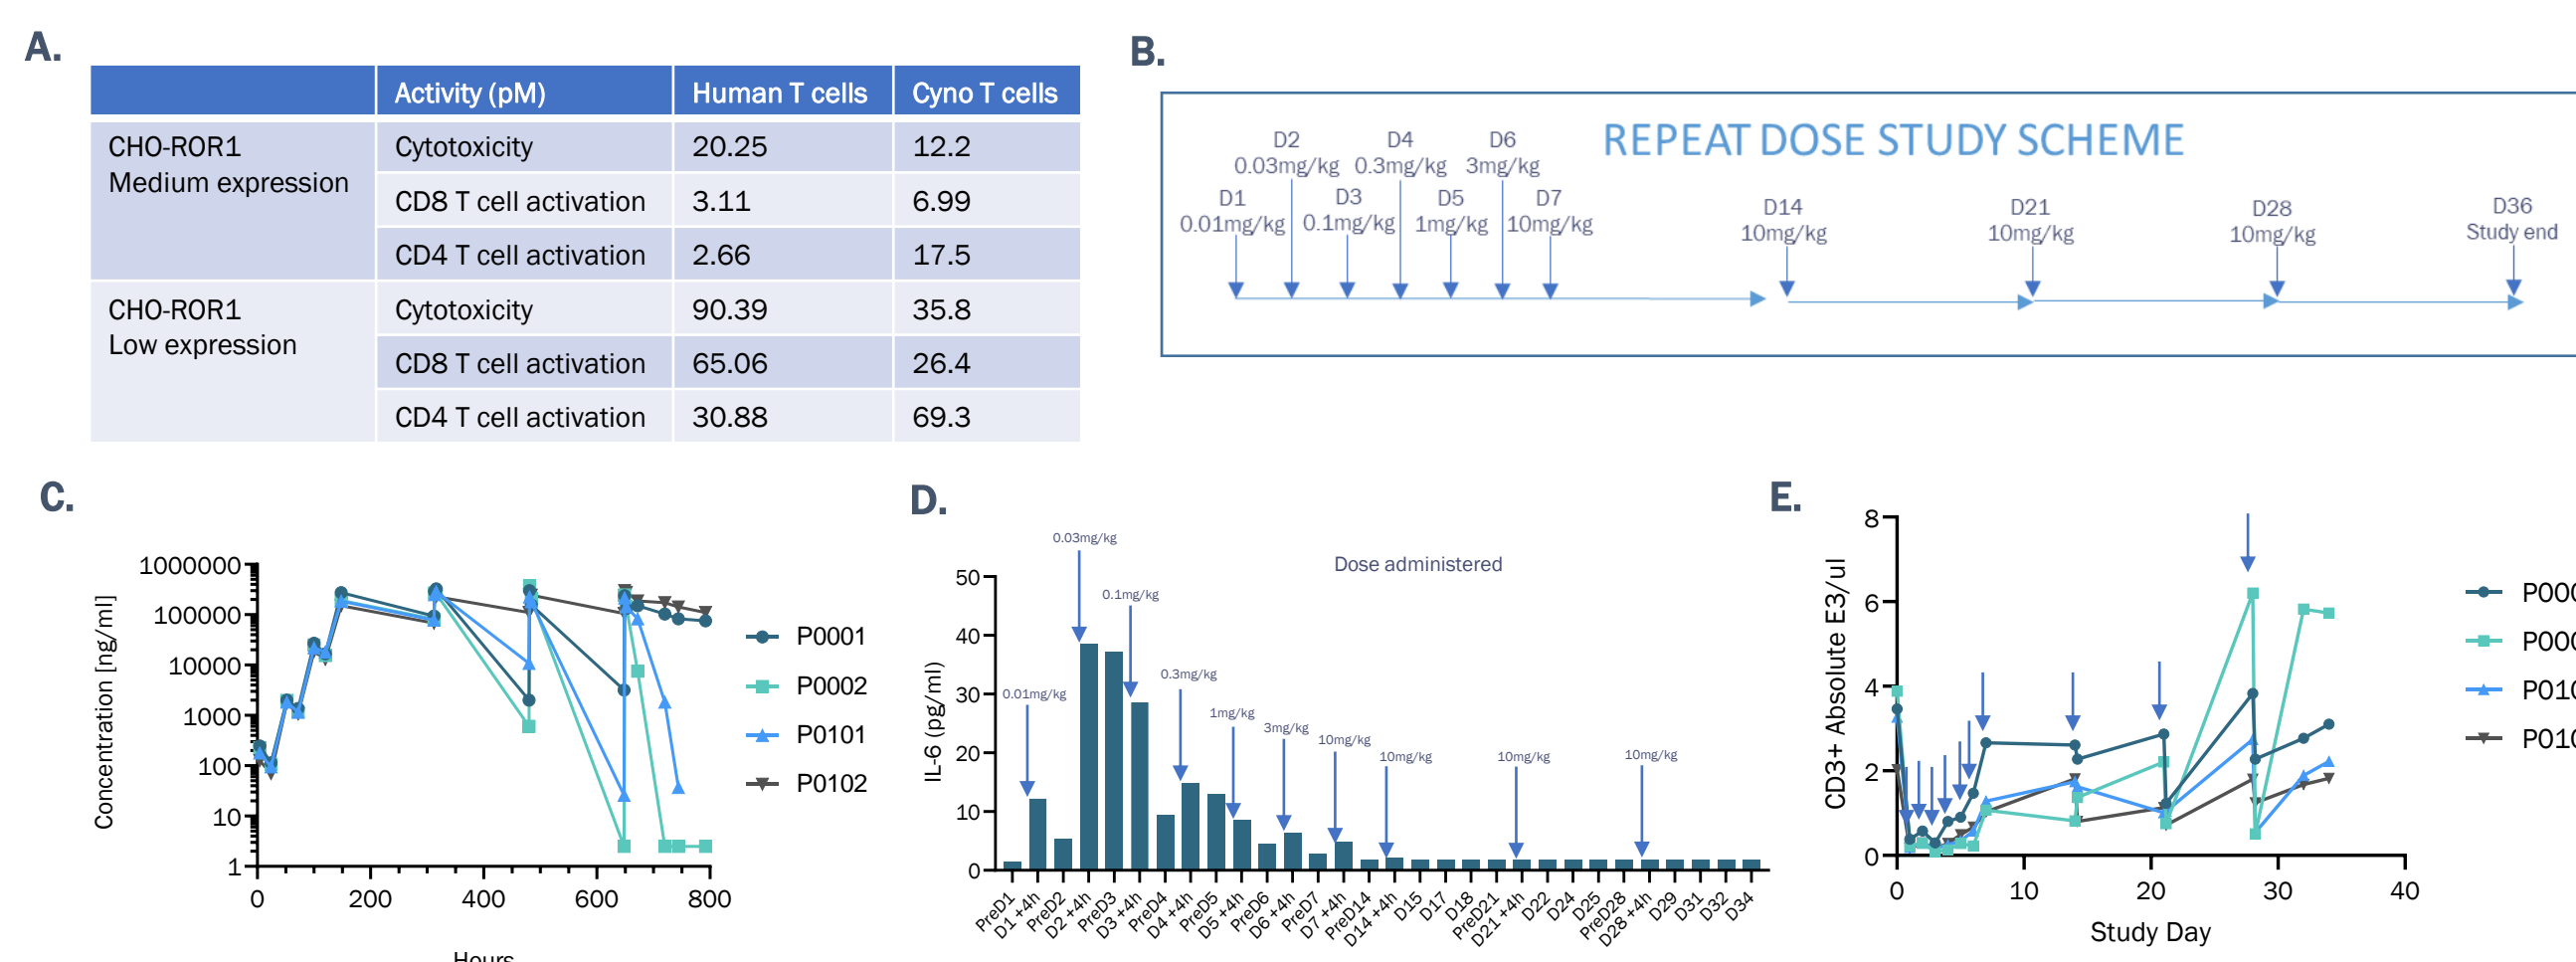 A.
Activity (pM) Human T cells Cyno T cells
CHO-ROR1
Medium expression
Cytotoxicity 20.25 12.2
CD8 T cell activation 3.11 6.99
CD4 T cell activation 2.66 17.5
CHO-ROR1
Low expression
Cytotoxicity 90.39 35.8
CD8 T cell activation 65.06 26.4
CD4 T cell activation 30.88 69.3
B.
REPEAT DOSE STUDY SCHEME
D1
0.01mg/kg
D2
0.03mg/kg
D3
0.1mg/kg
D4
0.3mg/kg
D5
1mg/kg
D6
3mg/kg
D7
10mg/kg
D14
10mg/kg
D21
10mg/kg
D28
10mg/kg
D36
Study end
C.
Concentration [ng/ml]
1000000
100000
10000
1000
100
10
1
0 200 400 600 800
Hours
P0001
P0002
P0101
P0102
D.
Dose administered
IL-6 (pg/ml)
50
40
30
20
10
0
0.01mg/kg
0.03mg/kg
0.1mg/kg
0.3mg/kg
1mg/kg
3mg/kg
10mg/kg
10mg/kg
10mg/kg
10mg/kg
PreD1
D1 +4h
PreD2
D2 +4h
PreD3
D3 +4h
PreD4
D4 +4h
PreD5
D5 +4h
PreD6
D6 +4h
PreD7
D7 +4h
PreD14
D14 +4h
D15
D17
D18
PreD21
D21 +4h
D22
D24
D25
PreD28
D28 +4h
D29
D31
D32
D34
E.
CD3+ Absolute E3/ul
8
6
4
2
0
0 10 20 30 40
Study Day
P000
P000
P010
P010